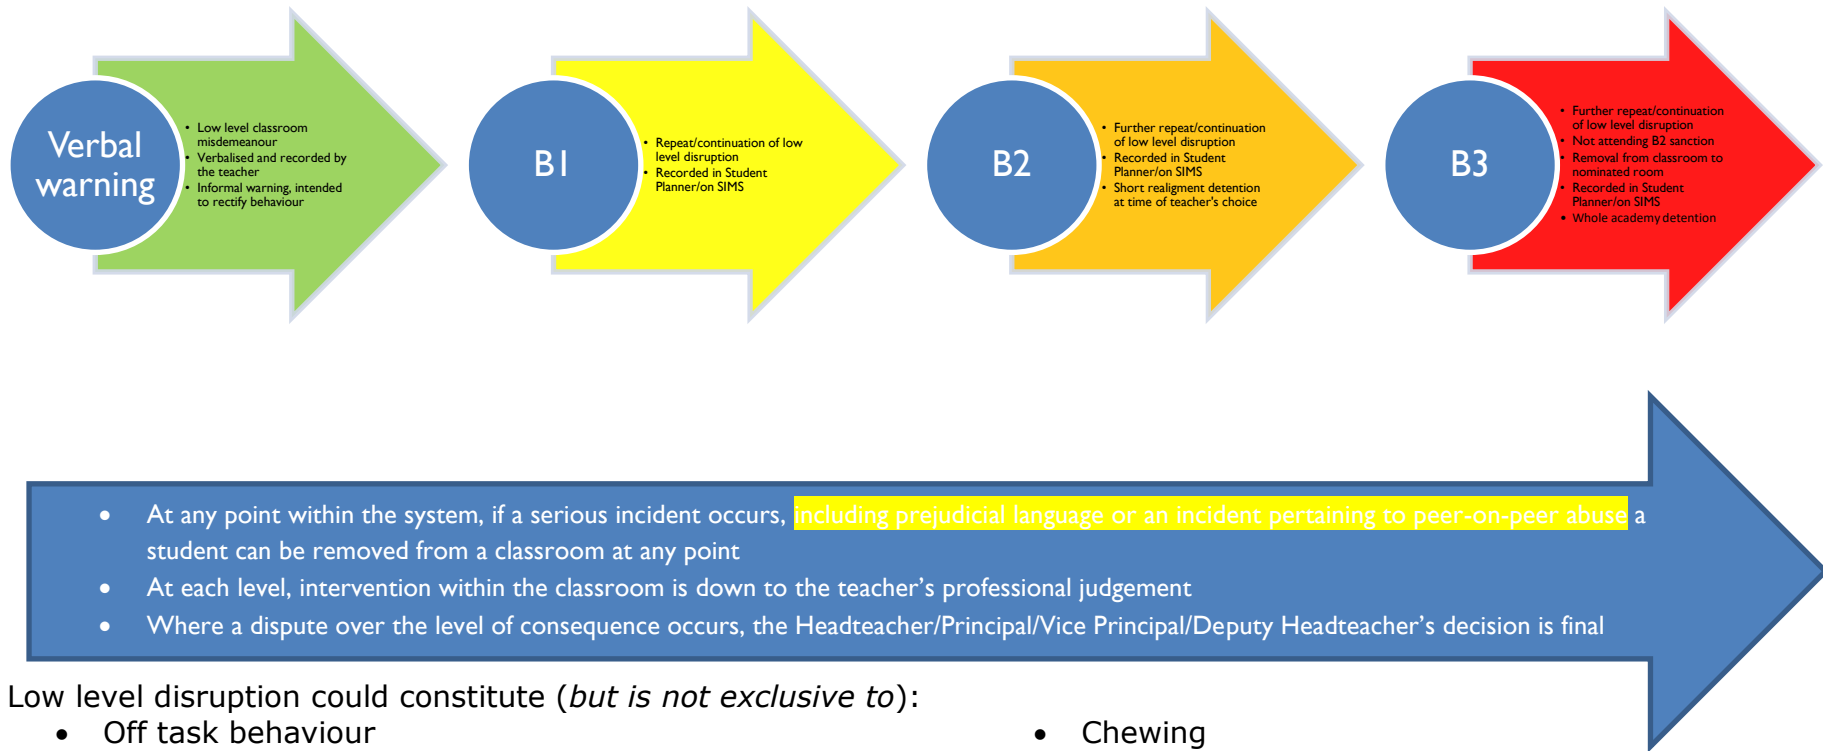 Verbal
warning
• Low level classroom
misdemeanour
• Verbalised and recorded by
the teacher
• Informal warning, intended
to rectify behaviour
B1
• Repeat/continuation of low
level disruption
• Recorded in Student
Planner/on SIMS
B2
• Further repeat/continuation
of low level disruption
• Recorded in Student
Planner/on SIMS
• Short realigment detention
at time of teacher's choice
B3
• Further repeat/continuation
of low level disruption
• Not attending B2 sanction
• Removal from classroom to
nominated room
• Recorded in Student
Planner/on SIMS
• Whole academy detention
• At any point within the system, if a serious incident occurs, including prejudicial language or an incident pertaining to peer-on-peer abuse a
student can be removed from a classroom at any point
• At each level, intervention within the classroom is down to the teacher’s professional judgement
• Where a dispute over the level of consequence occurs, the Headteacher/Principal/Vice Principal/Deputy Headteacher’s decision is final
Low level disruption could constitute (but is not exclusive to):
• Off task behaviour
• Chewing